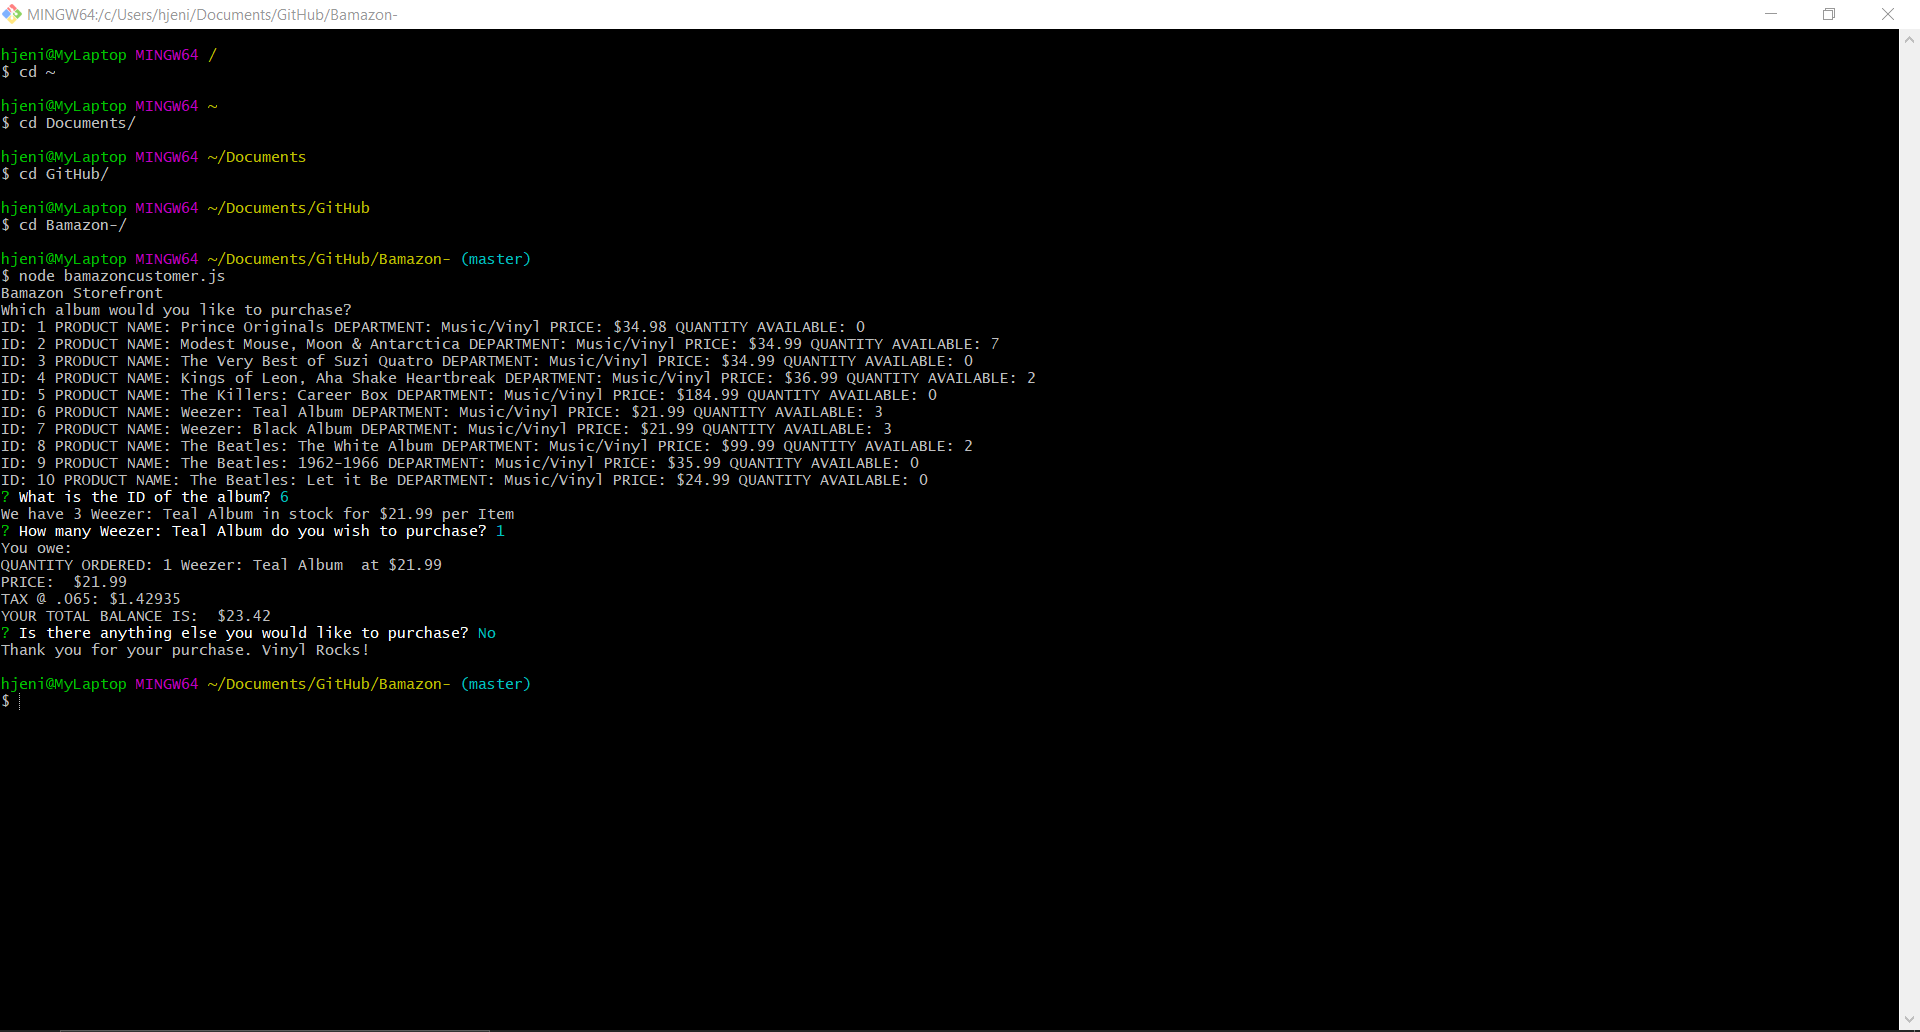 MINGW64:/c/Users/hjeni/Documents/GitHub/Bamazon-
hjeni@MyLaptop MINGW64 /
$ cd ~
hjeni@MyLaptop MINGW64 ~
$ cd Documents/
hjeni@MyLaptop MINGW64 ~/Documents
$ cd GitHub/
hjeni@MyLaptop MINGW64 ~/Documents/GitHub
$ cd Bamazon-/
hjeni@MyLaptop MINGW64 ~/Documents/GitHub/Bamazon- (master)
$ node bamazoncustomer.js
Bamazon Storefront
Which album would you like to purchase?
ID: 1 PRODUCT NAME: Prince Originals DEPARTMENT: Music/Vinyl PRICE: $34.98 QUANTITY AVAILABLE: 0
ID: 2 PRODUCT NAME: Modest Mouse, Moon & Antarctica DEPARTMENT: Music/Vinyl PRICE: $34.99 QUANTITY AVAILABLE: 7
ID: 3 PRODUCT NAME: The Very Best of Suzi Quatro DEPARTMENT: Music/Vinyl PRICE: $34.99 QUANTITY AVAILABLE: 0
ID: 4 PRODUCT NAME: Kings of Leon, Aha Shake Heartbreak DEPARTMENT: Music/Vinyl PRICE: $36.99 QUANTITY AVAILABLE: 2
ID: 5 PRODUCT NAME: The Killers: Career Box DEPARTMENT: Music/Vinyl PRICE: $184.99 QUANTITY AVAILABLE: 0
ID: 6 PRODUCT NAME: Weezer: Teal Album DEPARTMENT: Music/Vinyl PRICE: $21.99 QUANTITY AVAILABLE: 3
ID: 7 PRODUCT NAME: Weezer: Black Album DEPARTMENT: Music/Vinyl PRICE: $21.99 QUANTITY AVAILABLE: 3
ID: 8 PRODUCT NAME: The Beatles: The White Album DEPARTMENT: Music/Vinyl PRICE: $99.99 QUANTITY AVAILABLE: 2
ID: 9 PRODUCT NAME: The Beatles: 1962-1966 DEPARTMENT: Music/Vinyl PRICE: $35.99 QUANTITY AVAILABLE: 0
ID: 10 PRODUCT NAME: The Beatles: Let it Be DEPARTMENT: Music/Vinyl PRICE: $24.99 QUANTITY AVAILABLE: 0
? What is the ID of the album? 6
We have 3 Weezer: Teal Album in stock for $21.99 per Item
? How many Weezer: Teal Album do you wish to purchase? 1
You owe:
QUANTITY ORDERED: 1 Weezer: Teal Album  at $21.99
PRICE:  $21.99
TAX @ .065: $1.42935
YOUR TOTAL BALANCE IS:  $23.42
? Is there anything else you would like to purchase? No
Thank you for your purchase. Vinyl Rocks!
hjeni@MyLaptop MINGW64 ~/Documents/GitHub/Bamazon- (master)
$